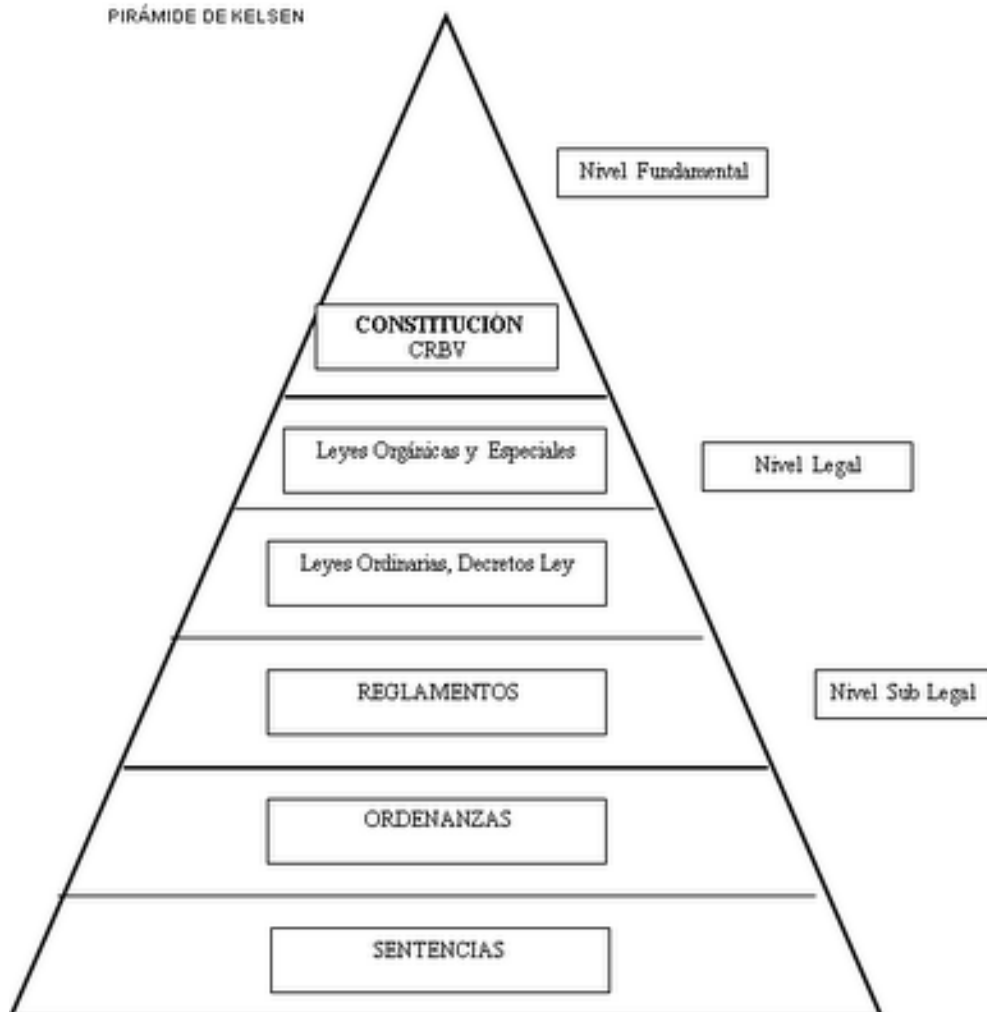 PIRÁMIDE DE KELSEN
Nivel Fundamental
CONSTITUCIÓN
CRBV
Leyes Orgánicas y Especiales
Nivel Legal
Leyes Ordinarias, Decretos Ley
REGLAMENTOS
Nivel Sub Legal
ORDENANZAS
SENTENCIAS